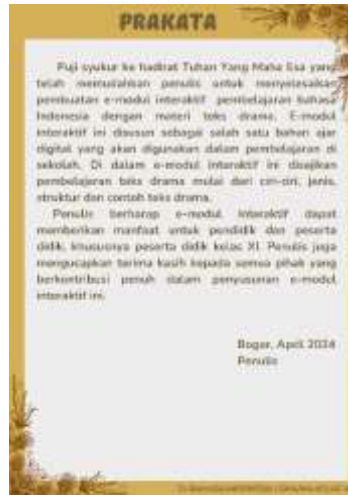 PRAKATA
Puji syukur ke hadirat Tuhan Yang Maha Esa yang
telah memudahkan penulis untuk menyelesaikan
pembuatan e-modul interaktif pembelajaran bahasa
Indonesia dengan materi teks drama. E-modul
interaktif ini disusun sebagai salah satu bahan ajar
digital yang akan digunakan dalam pembelajaran di
sekolah. Di dalam e-modul interaktif ini disajikan
pembelajaran teks drama mulai dari ciri-ciri, jenis,
struktur dan contoh teks drama.
Penulis berharap e-modul interaktif dapat
memberikan manfaat untuk pendidik dan peserta
didik, khususnya peserta didik kelas XI. Penulis juga
mengucapkan terima kasih kepada semua pihak yang
berkontribusi penuh dalam penyusunan e-modul
interaktif ini.
Bogor, April 2024
Penulis